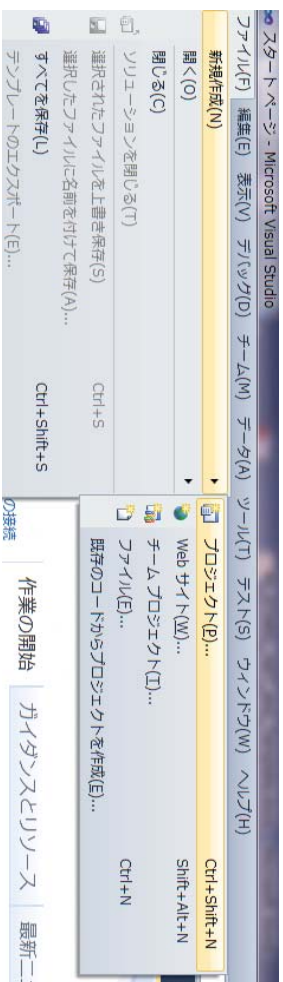 スタート ページ - Microsoft Visual Studio
ファイル(F) 編集(E) 表示(V) デバッグ(D) チーム(M) データ(A) ツール(T) テスト(S) ウィンドウ(W) ヘルプ(H)
新規作成(N)
開く(O)
閉じる(C)
ソリューションを閉じる(T)
選択されたファイルを上書き保存(S) Ctrl+S
選択したファイルに名前を付けて保存(A)...
すべてを保存(L) Ctrl+Shift+S
テンプレートのエクスポート(E)...
プロジェクト(P)... Ctrl+Shift+N
Web サイト(W)... Shift+Alt+N
チーム プロジェクト(T)...
ファイル(F)... Ctrl+N
既存のコードからプロジェクトを作成(E)...
の接続
作業の開始 ガイダンスとリソース 最新ニ